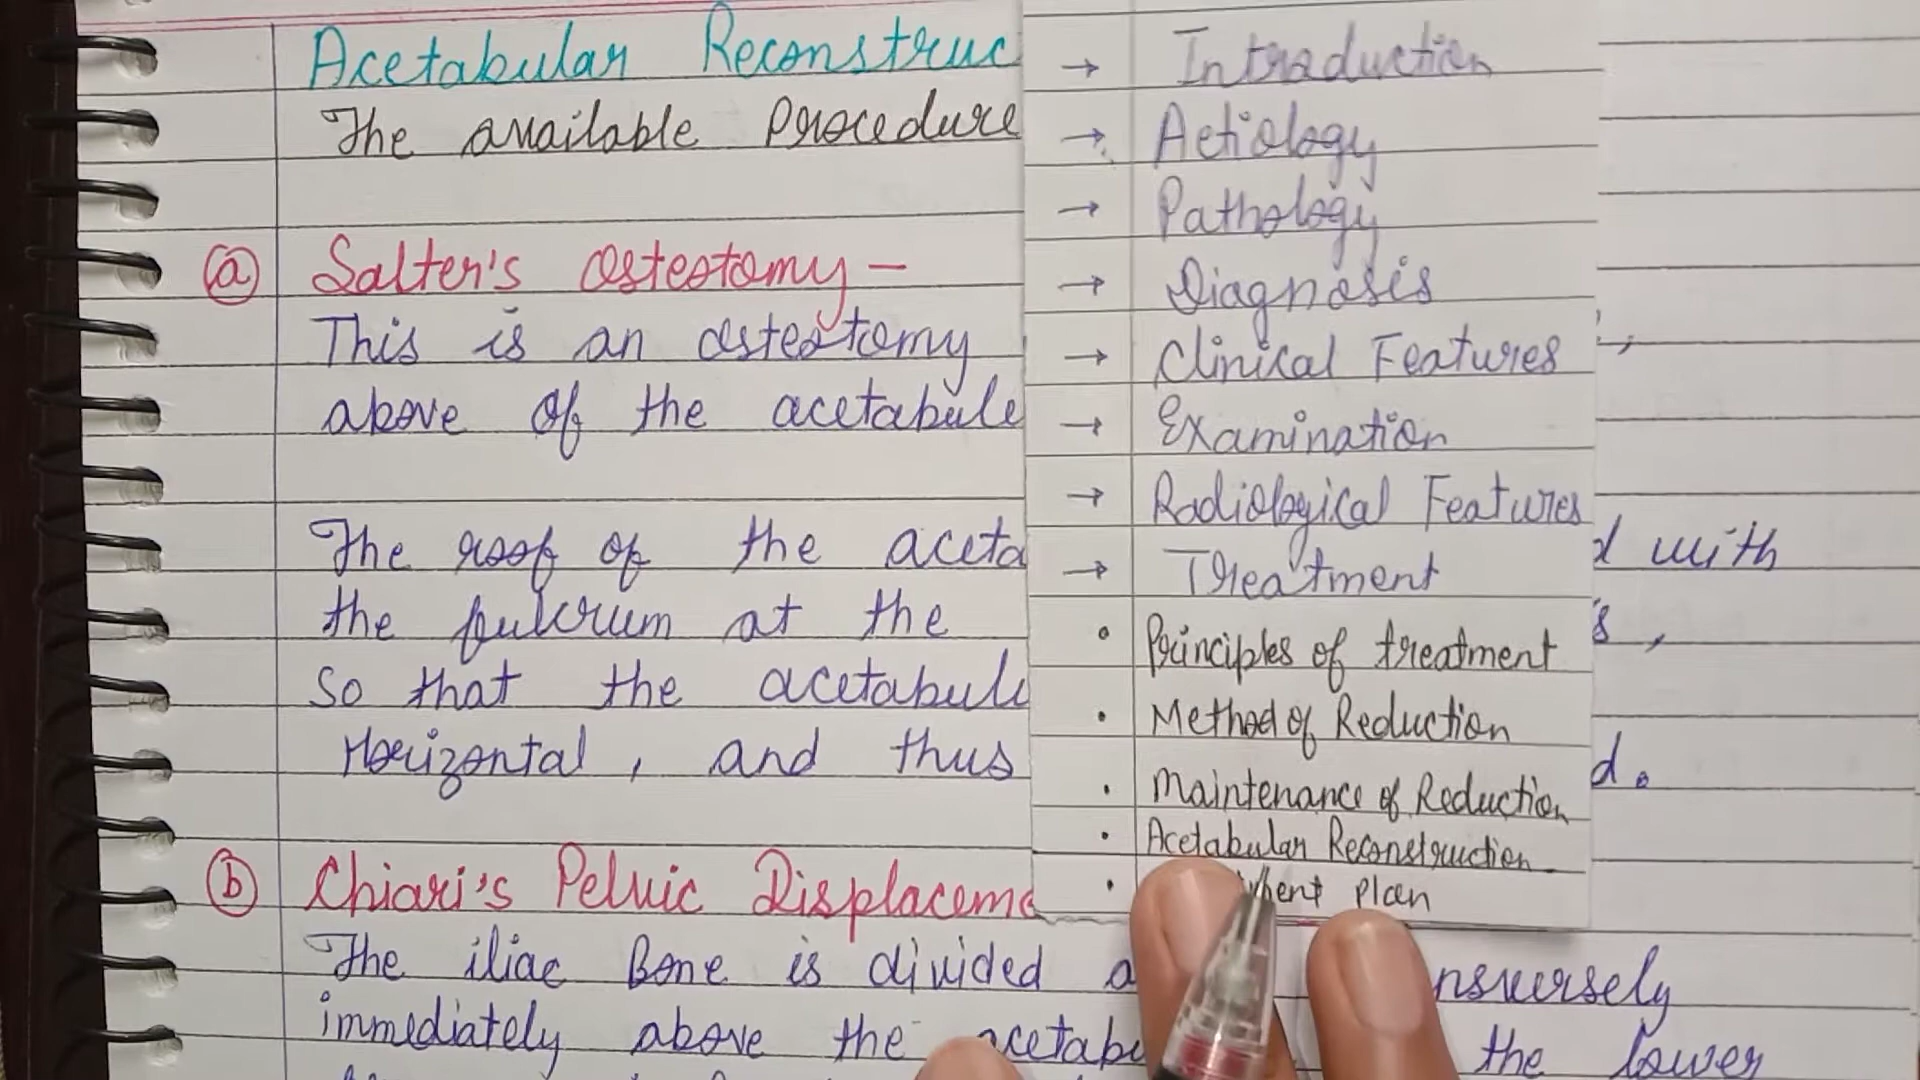 Acetabular Reconstruc
The available Procedure
(a) Salter's Osteotomy -
This is an osteotomy
above of the acetabule
The roof of the aceta
the fulcrum at the
So that the acetabul
Horizontal, and thus
(b) Chiari's Pelvic Displaceme
The iliac Bone is divided a nsversely
immediately above the acetabu the lower
→ Introduction
→ Aetiology
→ Pathology
→ Diagnosis
→ Clinical Features
→ Examination
→ Radiological Features
→ Treatment
• Principles of treatment
• Method of Reduction
• Maintenance of Reduction
• Acetabular Reconstruction
• ment Plan
d with
s,
d.